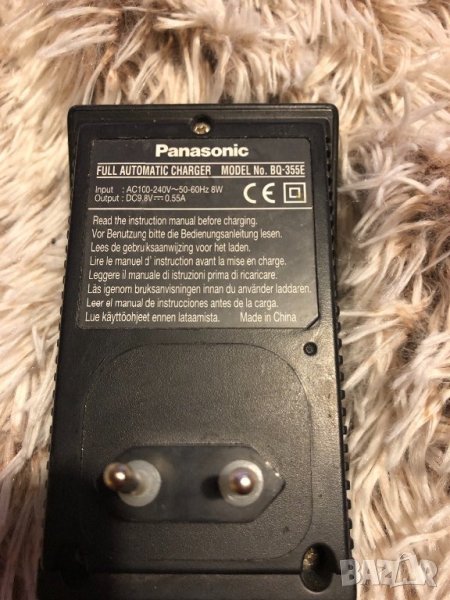 Panasonic
FULL AUTOMATIC CHARGER MODEL No. BQ-355E
Input : AC100-240V~50-60Hz 8W
Output : DC9.8V⎓0.55A
CE
Read the instruction manual before charging.
Vor Benutzung bitte die Bedienungsanleitung lesen.
Lees de gebruiksaanwijzing voor het laden.
Lire le manuel d' instruction avant la mise en charge.
Leggere il manuale di istruzioni prima di ricaricare.
Läs igenom bruksanvisningen innan du använder laddaren.
Leer el manual de instrucciones antes de la carga.
Lue käyttöohjeet ennen lataamista. Made in China
BAZAR